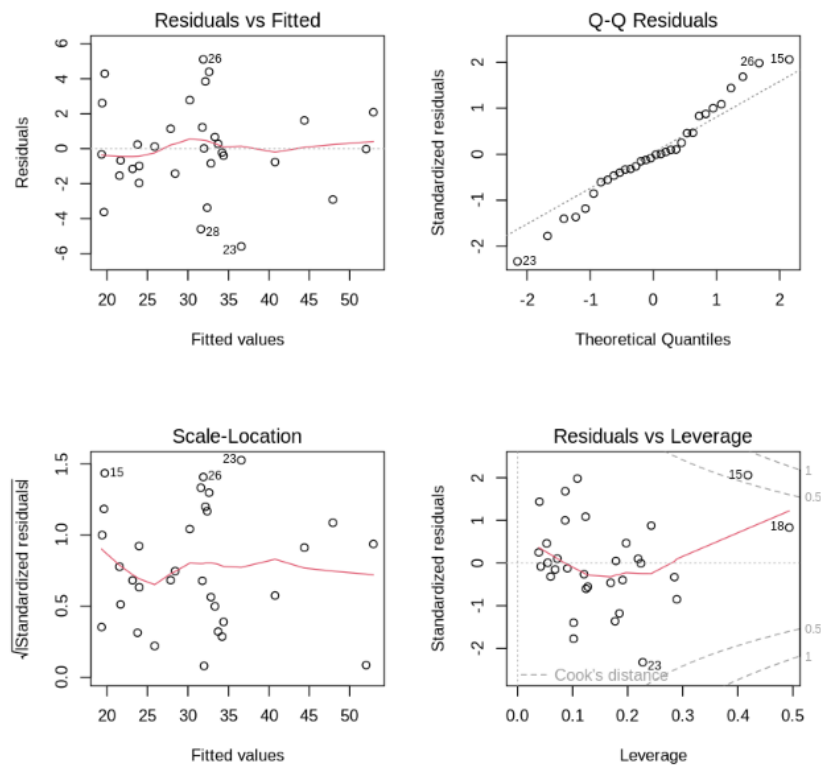 Residuals vs Fitted
Residuals
6
4
2
0
-2
-4
-6
26
28
23
20 25 30 35 40 45 50
Fitted values
Q-Q Residuals
Standardized residuals
2
1
0
-1
-2
26
15
23
-2 -1 0 1 2
Theoretical Quantiles
Scale-Location
√|Standardized residuals|
1.5
1.0
0.5
0.0
15
23
26
20 25 30 35 40 45 50
Fitted values
Residuals vs Leverage
Standardized residuals
2
1
0
-1
-2
15
18
23
1
0.5
0.5
1
Cook's distance
0.0 0.1 0.2 0.3 0.4 0.5
Leverage